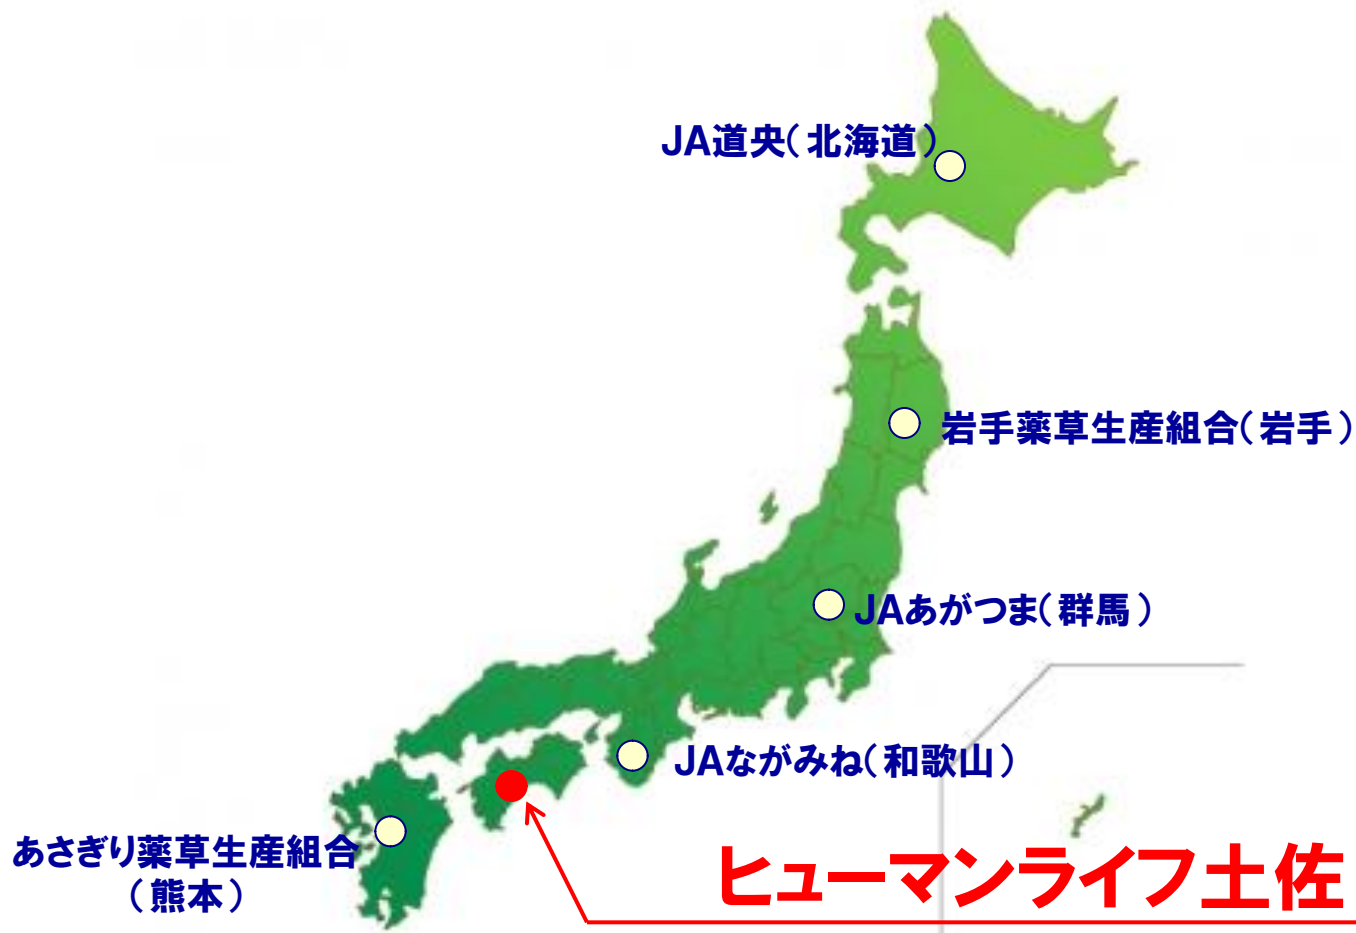 JA道央(北海道)
岩手薬草生産組合(岩手)
JAあがつま(群馬)
JAながみね(和歌山)
あさぎり薬草生産組合
(熊本)
ヒューマンライフ土佐